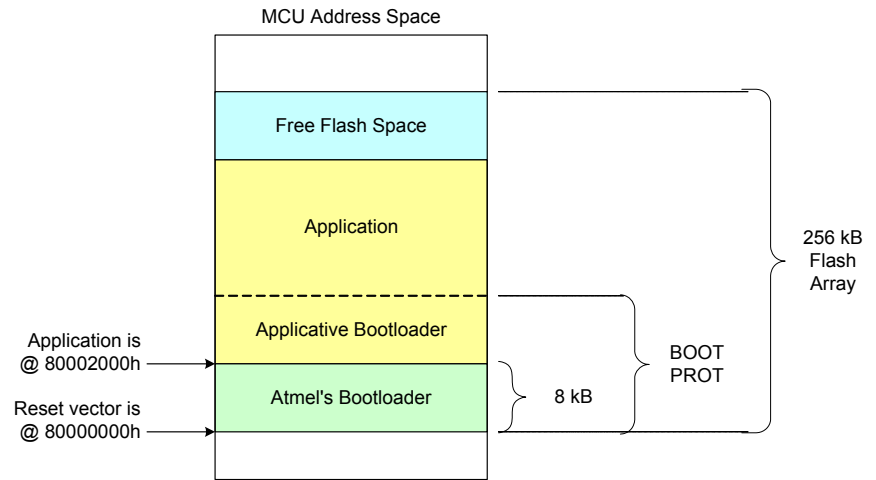 MCU Address Space
Free Flash Space
Application
256 kB
Flash
Array
Applicative Bootloader
Application is
@ 80002000h
BOOT
PROT
Atmel's Bootloader
8 kB
Reset vector is
@ 80000000h